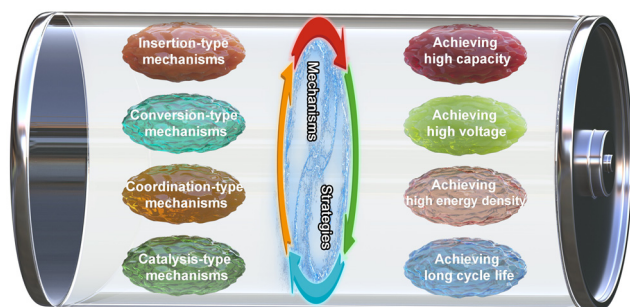 Insertion-type
mechanisms
Conversion-type
mechanisms
Coordination-type
mechanisms
Catalysis-type
mechanisms
Mechanisms
Strategies
Achieving
high capacity
Achieving
high voltage
Achieving
high energy density
Achieving
long cycle life